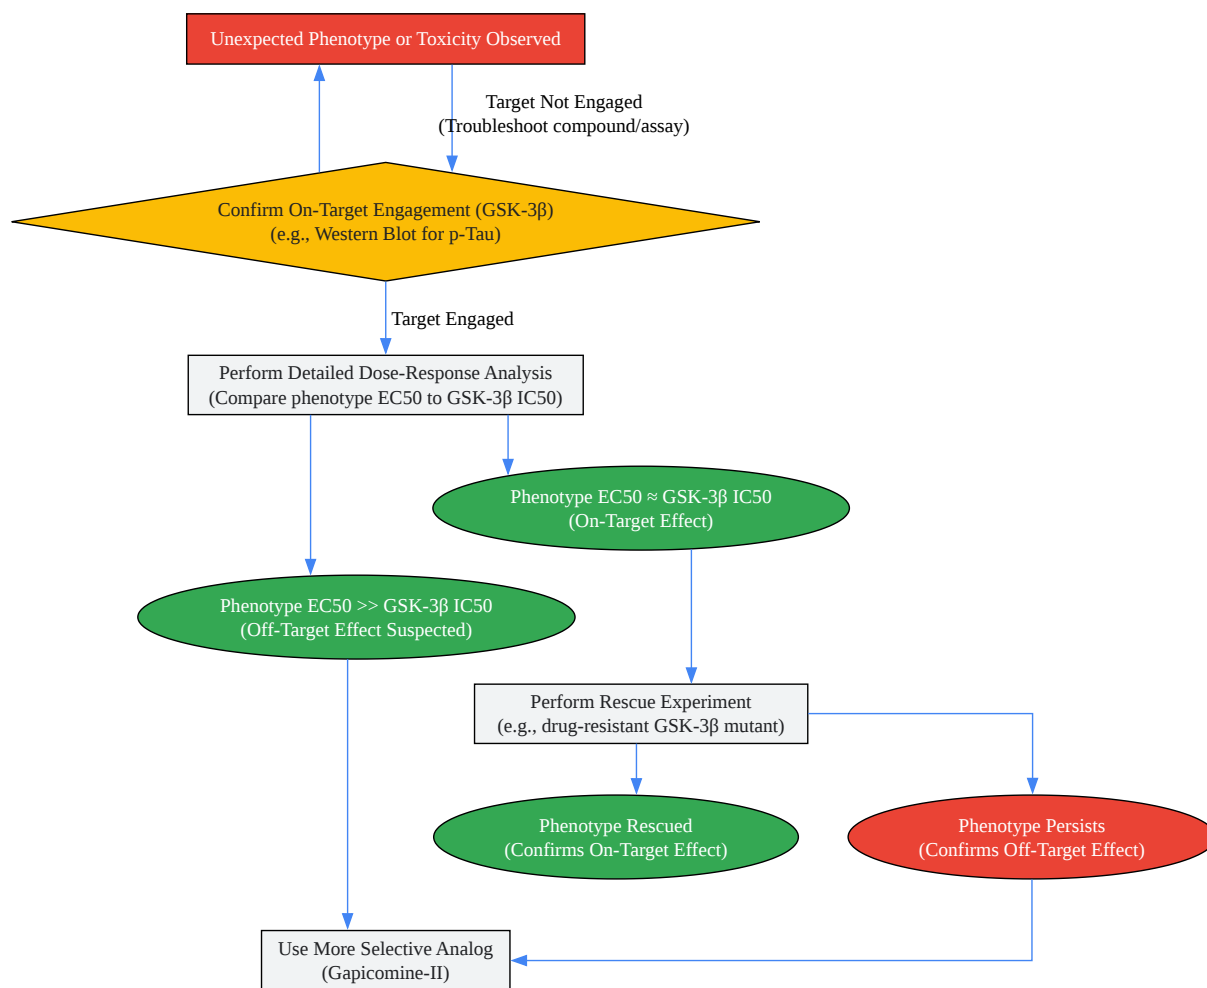 Unexpected Phenotype or Toxicity Observed
Target Not Engaged
(Troubleshoot compound/assay)
Confirm On-Target Engagement (GSK-3β)
(e.g., Western Blot for p-Tau)
Target Engaged
Perform Detailed Dose-Response Analysis
(Compare phenotype EC50 to GSK-3β IC50)
Phenotype EC50 ≈ GSK-3β IC50
(On-Target Effect)
Phenotype EC50 >> GSK-3β IC50
(Off-Target Effect Suspected)
Perform Rescue Experiment
(e.g., drug-resistant GSK-3β mutant)
Phenotype Rescued
(Confirms On-Target Effect)
Phenotype Persists
(Confirms Off-Target Effect)
Use More Selective Analog
(Gapicomine-II)